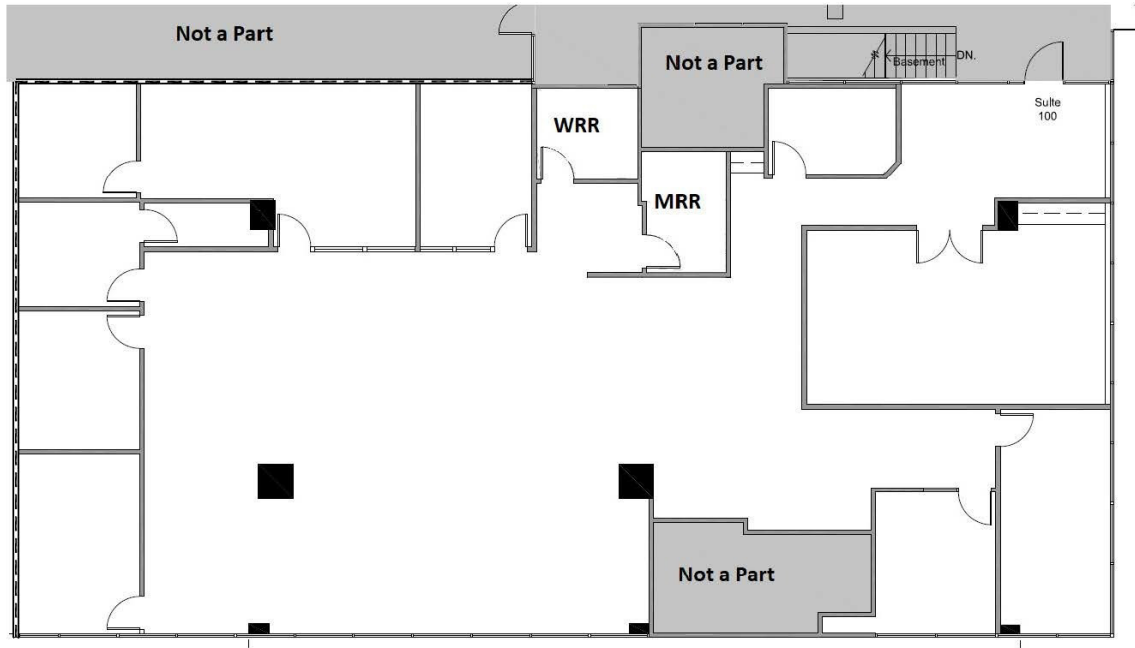 Not a Part
Not a Part
Basement
DN.
Suite
100
WRR
MRR
Not a Part